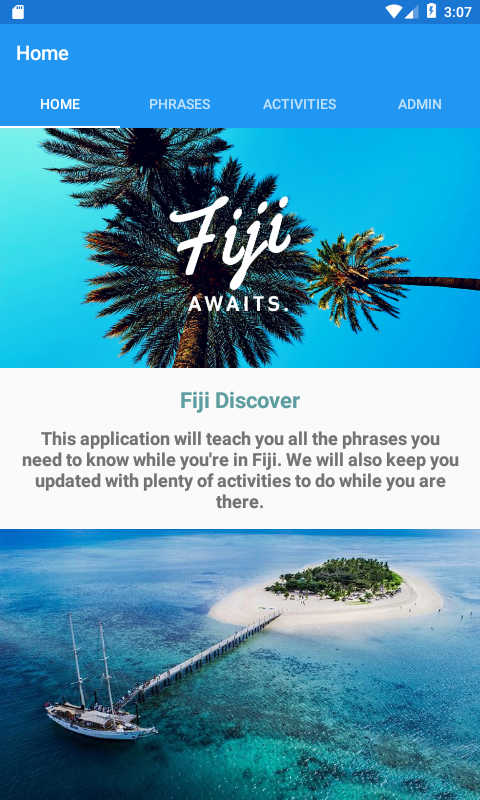 3:07
Home
HOME PHRASES ACTIVITIES ADMIN
Fiji
AWAITS.
Fiji Discover
This application will teach you all the phrases you
need to know while you're in Fiji. We will also keep you
updated with plenty of activities to do while you are
there.